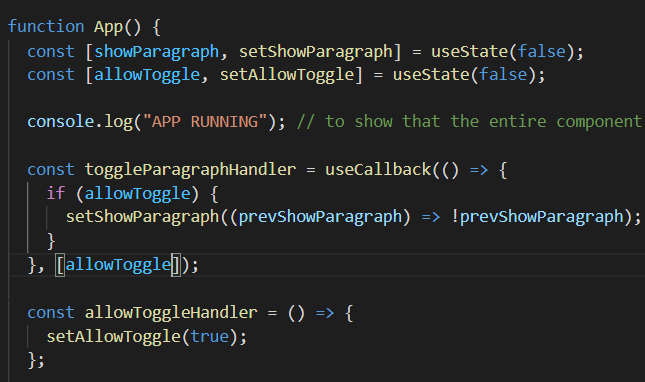 function App() {
const [showParagraph, setShowParagraph] = useState(false);
const [allowToggle, setAllowToggle] = useState(false);
console.log("APP RUNNING"); // to show that the entire component
const toggleParagraphHandler = useCallback(() => {
if (allowToggle) {
setShowParagraph((prevShowParagraph) => !prevShowParagraph);
}
}, [allowToggle]);
const allowToggleHandler = () => {
setAllowToggle(true);
};